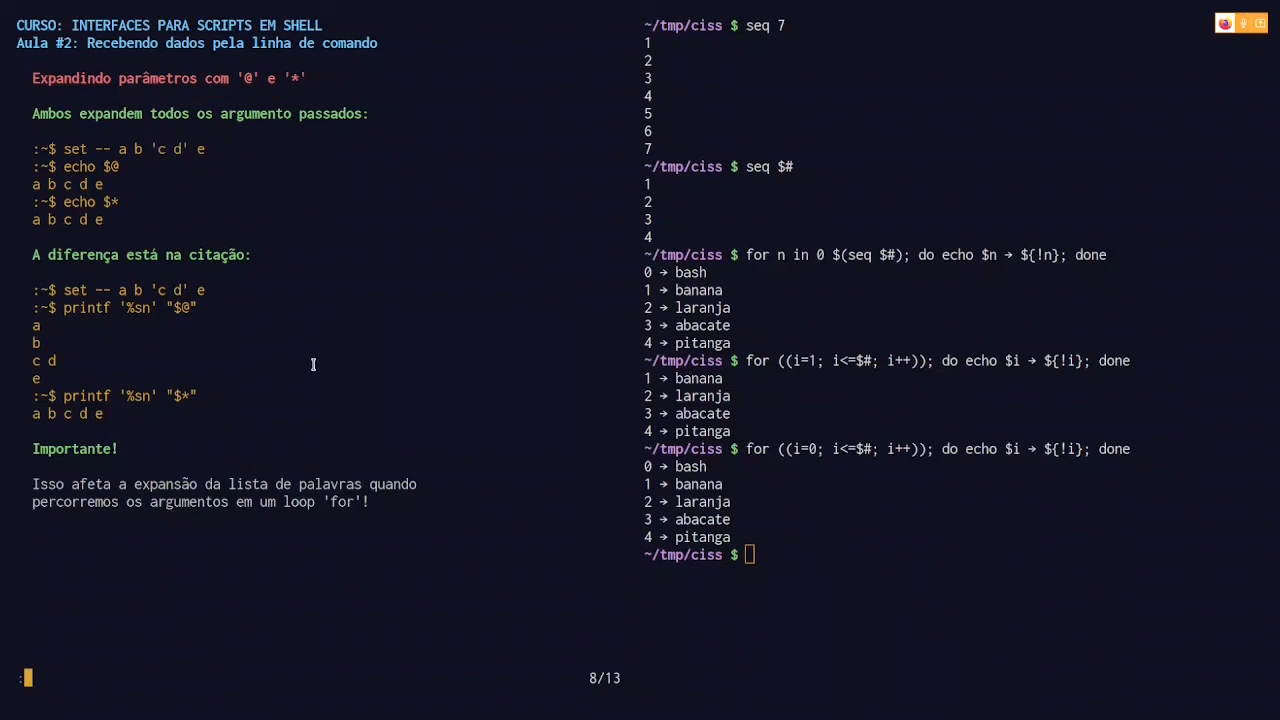 CURSO: INTERFACES PARA SCRIPTS EM SHELL
Aula #2: Recebendo dados pela linha de comando
Expandindo parâmetros com '@' e '*'
Ambos expandem todos os argumento passados:
:~$ set -- a b 'c d' e
:~$ echo $@
a b c d e
:~$ echo $*
a b c d e
A diferença está na citação:
:~$ set -- a b 'c d' e
:~$ printf '%sn' "$@"
a
b
c d
e
:~$ printf '%sn' "$*"
a b c d e
Importante!
Isso afeta a expansão da lista de palavras quando
percorremos os argumentos em um loop 'for'!
:
8/13
~/tmp/ciss $ seq 7
1
2
3
4
5
6
7
~/tmp/ciss $ seq $#
1
2
3
4
~/tmp/ciss $ for n in 0 $(seq $#); do echo $n → ${!n}; done
0 → bash
1 → banana
2 → laranja
3 → abacate
4 → pitanga
~/tmp/ciss $ for ((i=1; i<=$#; i++)); do echo $i → ${!i}; done
1 → banana
2 → laranja
3 → abacate
4 → pitanga
~/tmp/ciss $ for ((i=0; i<=$#; i++)); do echo $i → ${!i}; done
0 → bash
1 → banana
2 → laranja
3 → abacate
4 → pitanga
~/tmp/ciss $